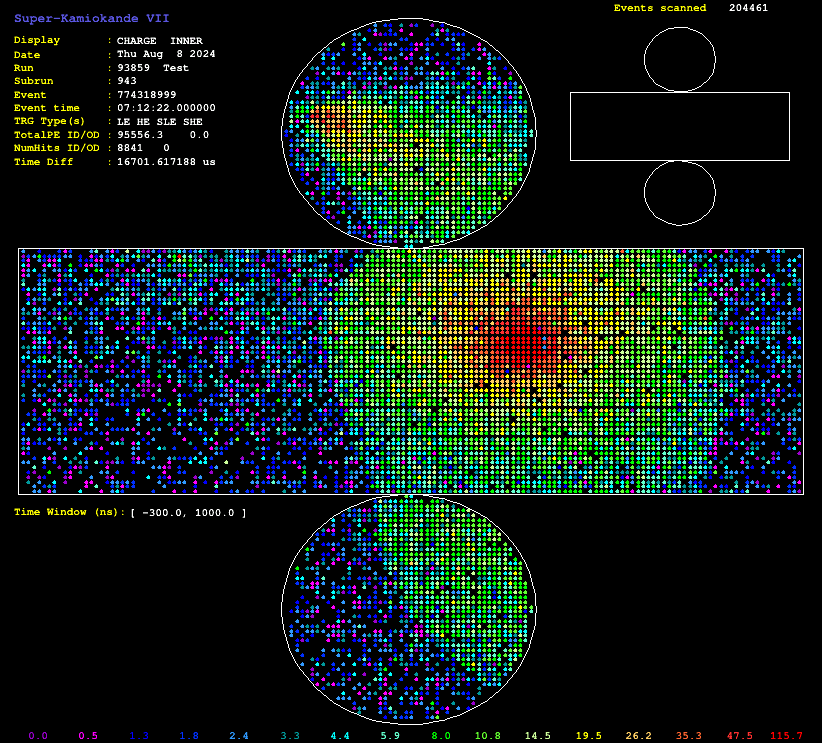 Super-Kamiokande VII
Events scanned 204461
Display : CHARGE INNER
Date : Thu Aug 8 2024
Run : 93859 Test
Subrun : 943
Event : 774318999
Event time : 07:12:22.000000
TRG Type(s) : LE HE SLE SHE
TotalPE ID/OD : 95556.3 0.0
NumHits ID/OD : 8841 0
Time Diff : 16701.617188 us
Time Window (ns): [ -300.0, 1000.0 ]
0.0 0.5 1.3 1.8 2.4 3.3 4.4 5.9 8.0 10.8 14.5 19.5 26.2 35.3 47.5 115.7